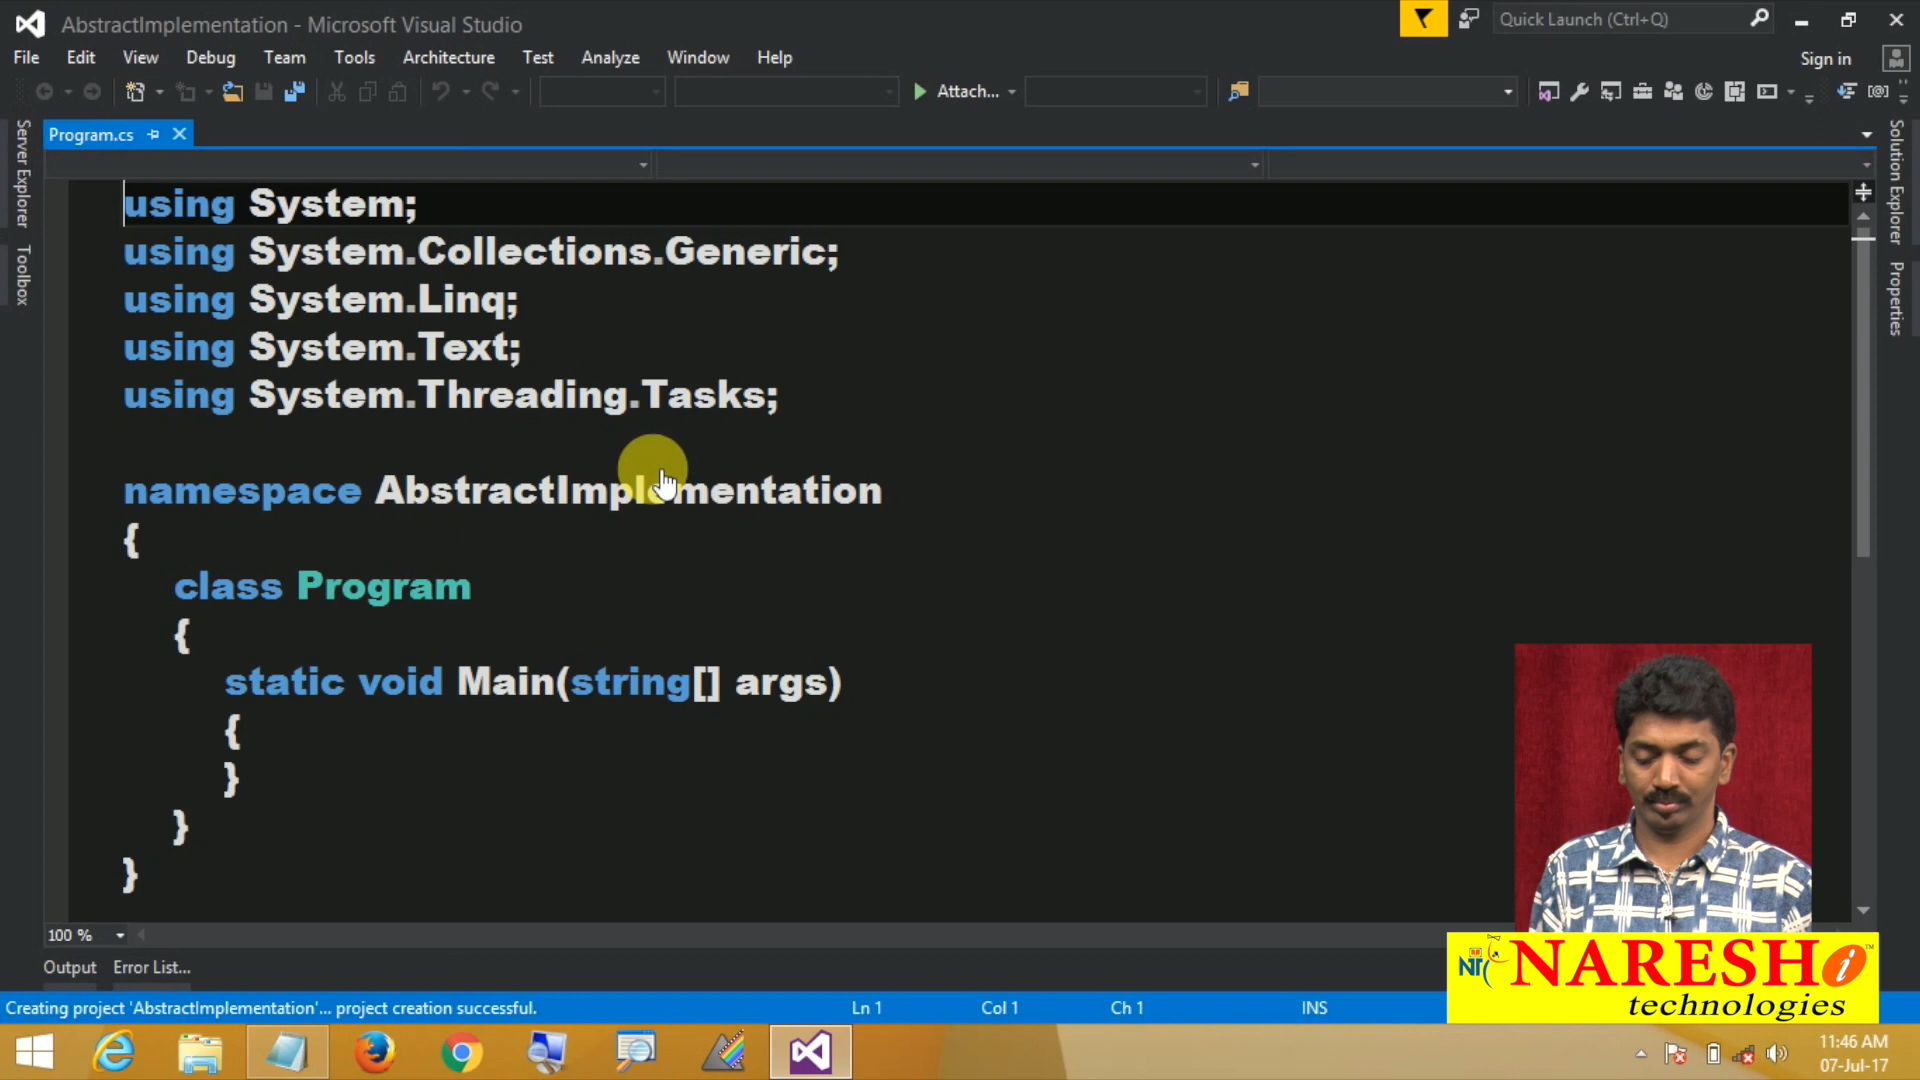 AbstractImplementation - Microsoft Visual Studio
Quick Launch (Ctrl+Q)
File Edit View Debug Team Tools Architecture Test Analyze Window Help
Sign in
Attach...
Program.cs
Server Explorer
Toolbox
Solution Explorer
Properties
using System;
using System.Collections.Generic;
using System.Linq;
using System.Text;
using System.Threading.Tasks;
namespace AbstractImplementation
{
class Program
{
static void Main(string[] args)
{
}
}
}
100 %
Output Error List...
Creating project 'AbstractImplementation'... project creation successful.
Ln 1 Col 1 Ch 1 INS
NTC NARESH i ™
technologies
11:46 AM
07-Jul-17